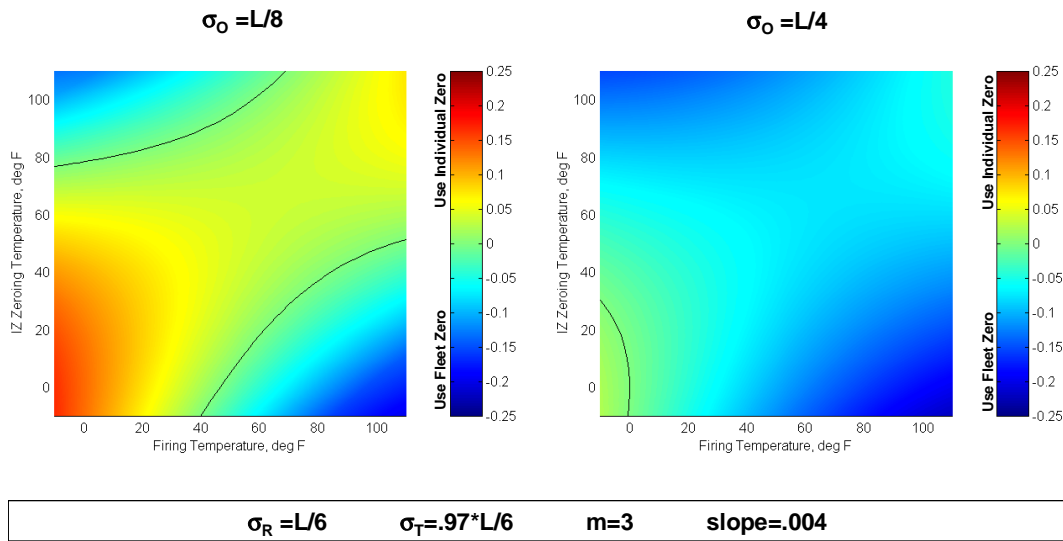 σO =L/8
σO =L/4
100
80
60
40
20
0
IZ Zeroing Temperature, deg F
0 20 40 60 80 100
Firing Temperature, deg F
0.25
0.2
0.15
0.1
0.05
0
-0.05
-0.1
-0.15
-0.2
-0.25
Use Individual Zero
Use Fleet Zero
100
80
60
40
20
0
IZ Zeroing Temperature, deg F
0 20 40 60 80 100
Firing Temperature, deg F
0.25
0.2
0.15
0.1
0.05
0
-0.05
-0.1
-0.15
-0.2
-0.25
Use Individual Zero
Use Fleet Zero
σR =L/6 σT=.97*L/6 m=3 slope=.004